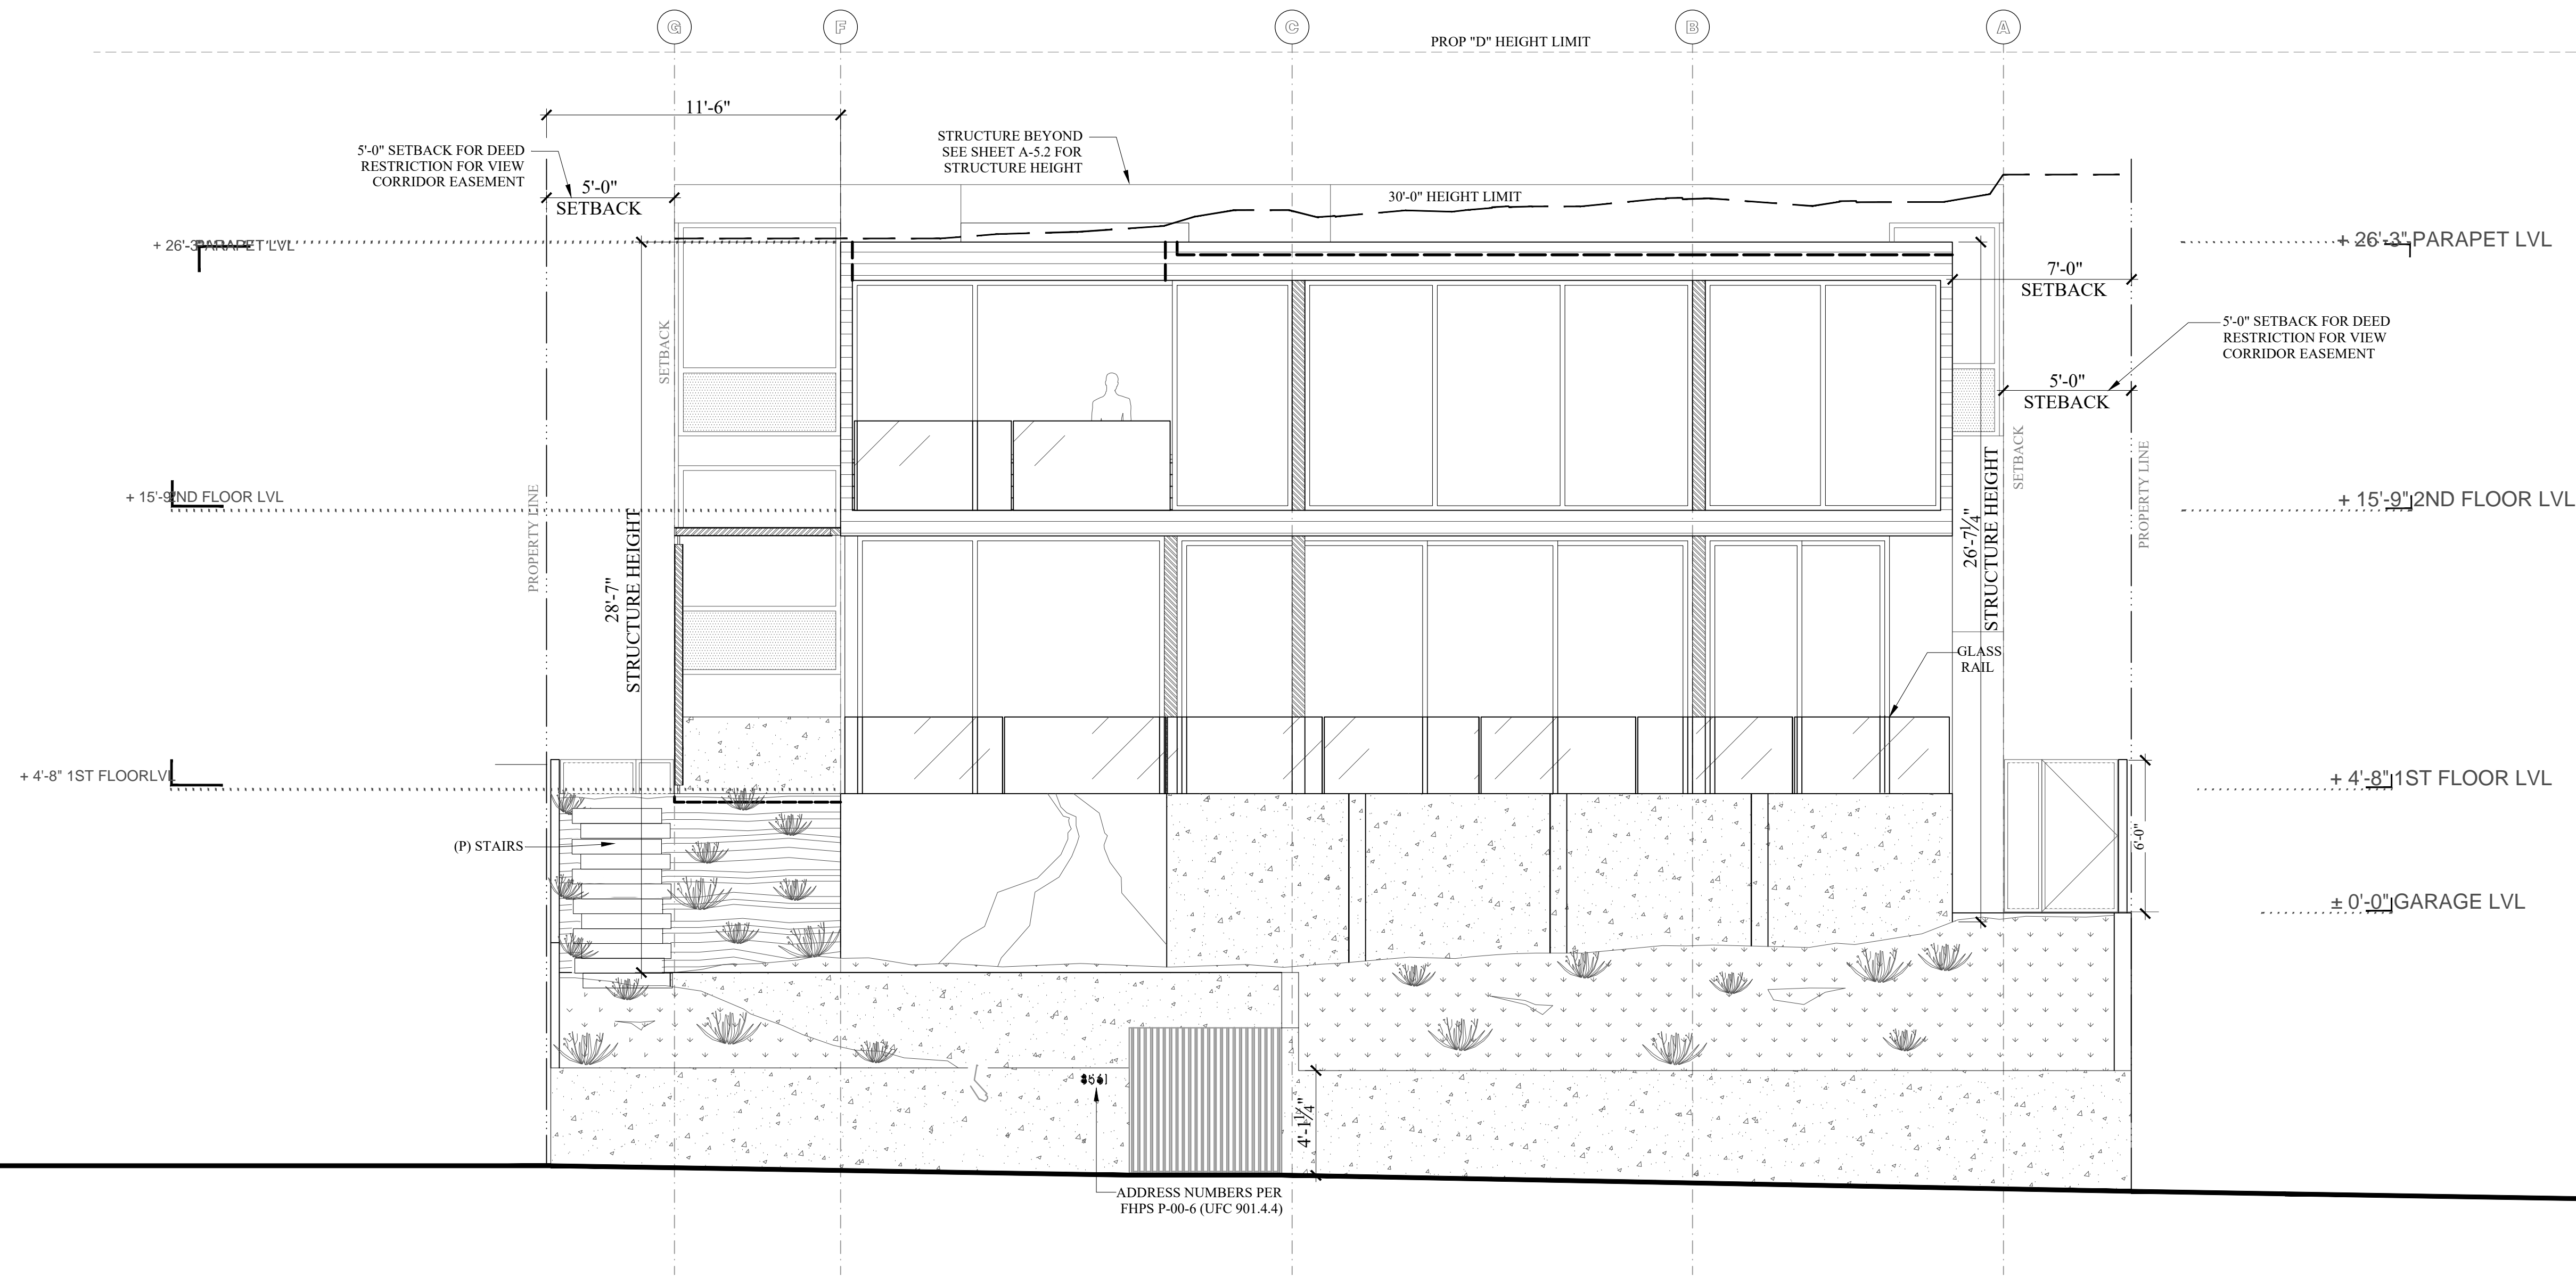 G
F
C
B
A
PROP "D" HEIGHT LIMIT
11'-6"
5'-0" SETBACK FOR DEED
RESTRICTION FOR VIEW
CORRIDOR EASEMENT
STRUCTURE BEYOND
SEE SHEET A-5.2 FOR
STRUCTURE HEIGHT
5'-0"
SETBACK
30'-0" HEIGHT LIMIT
+ 26'-3" PARAPET LVL
+ 26'-3" PARAPET LVL
7'-0"
SETBACK
5'-0" SETBACK FOR DEED
RESTRICTION FOR VIEW
CORRIDOR EASEMENT
SETBACK
5'-0"
STEBACK
SETBACK
PROPERTY LINE
PROPERTY LINE
+ 15'-9" 2ND FLOOR LVL
+ 15'-9" 2ND FLOOR LVL
28'-7"
STRUCTURE HEIGHT
26'-7¼"
STRUCTURE HEIGHT
GLASS
RAIL
+ 4'-8" 1ST FLOORLVL
+ 4'-8" 1ST FLOOR LVL
(P) STAIRS
6'-0"
± 0'-0" GARAGE LVL
4'-1¼"
ADDRESS NUMBERS PER
FHPS P-00-6 (UFC 901.4.4)